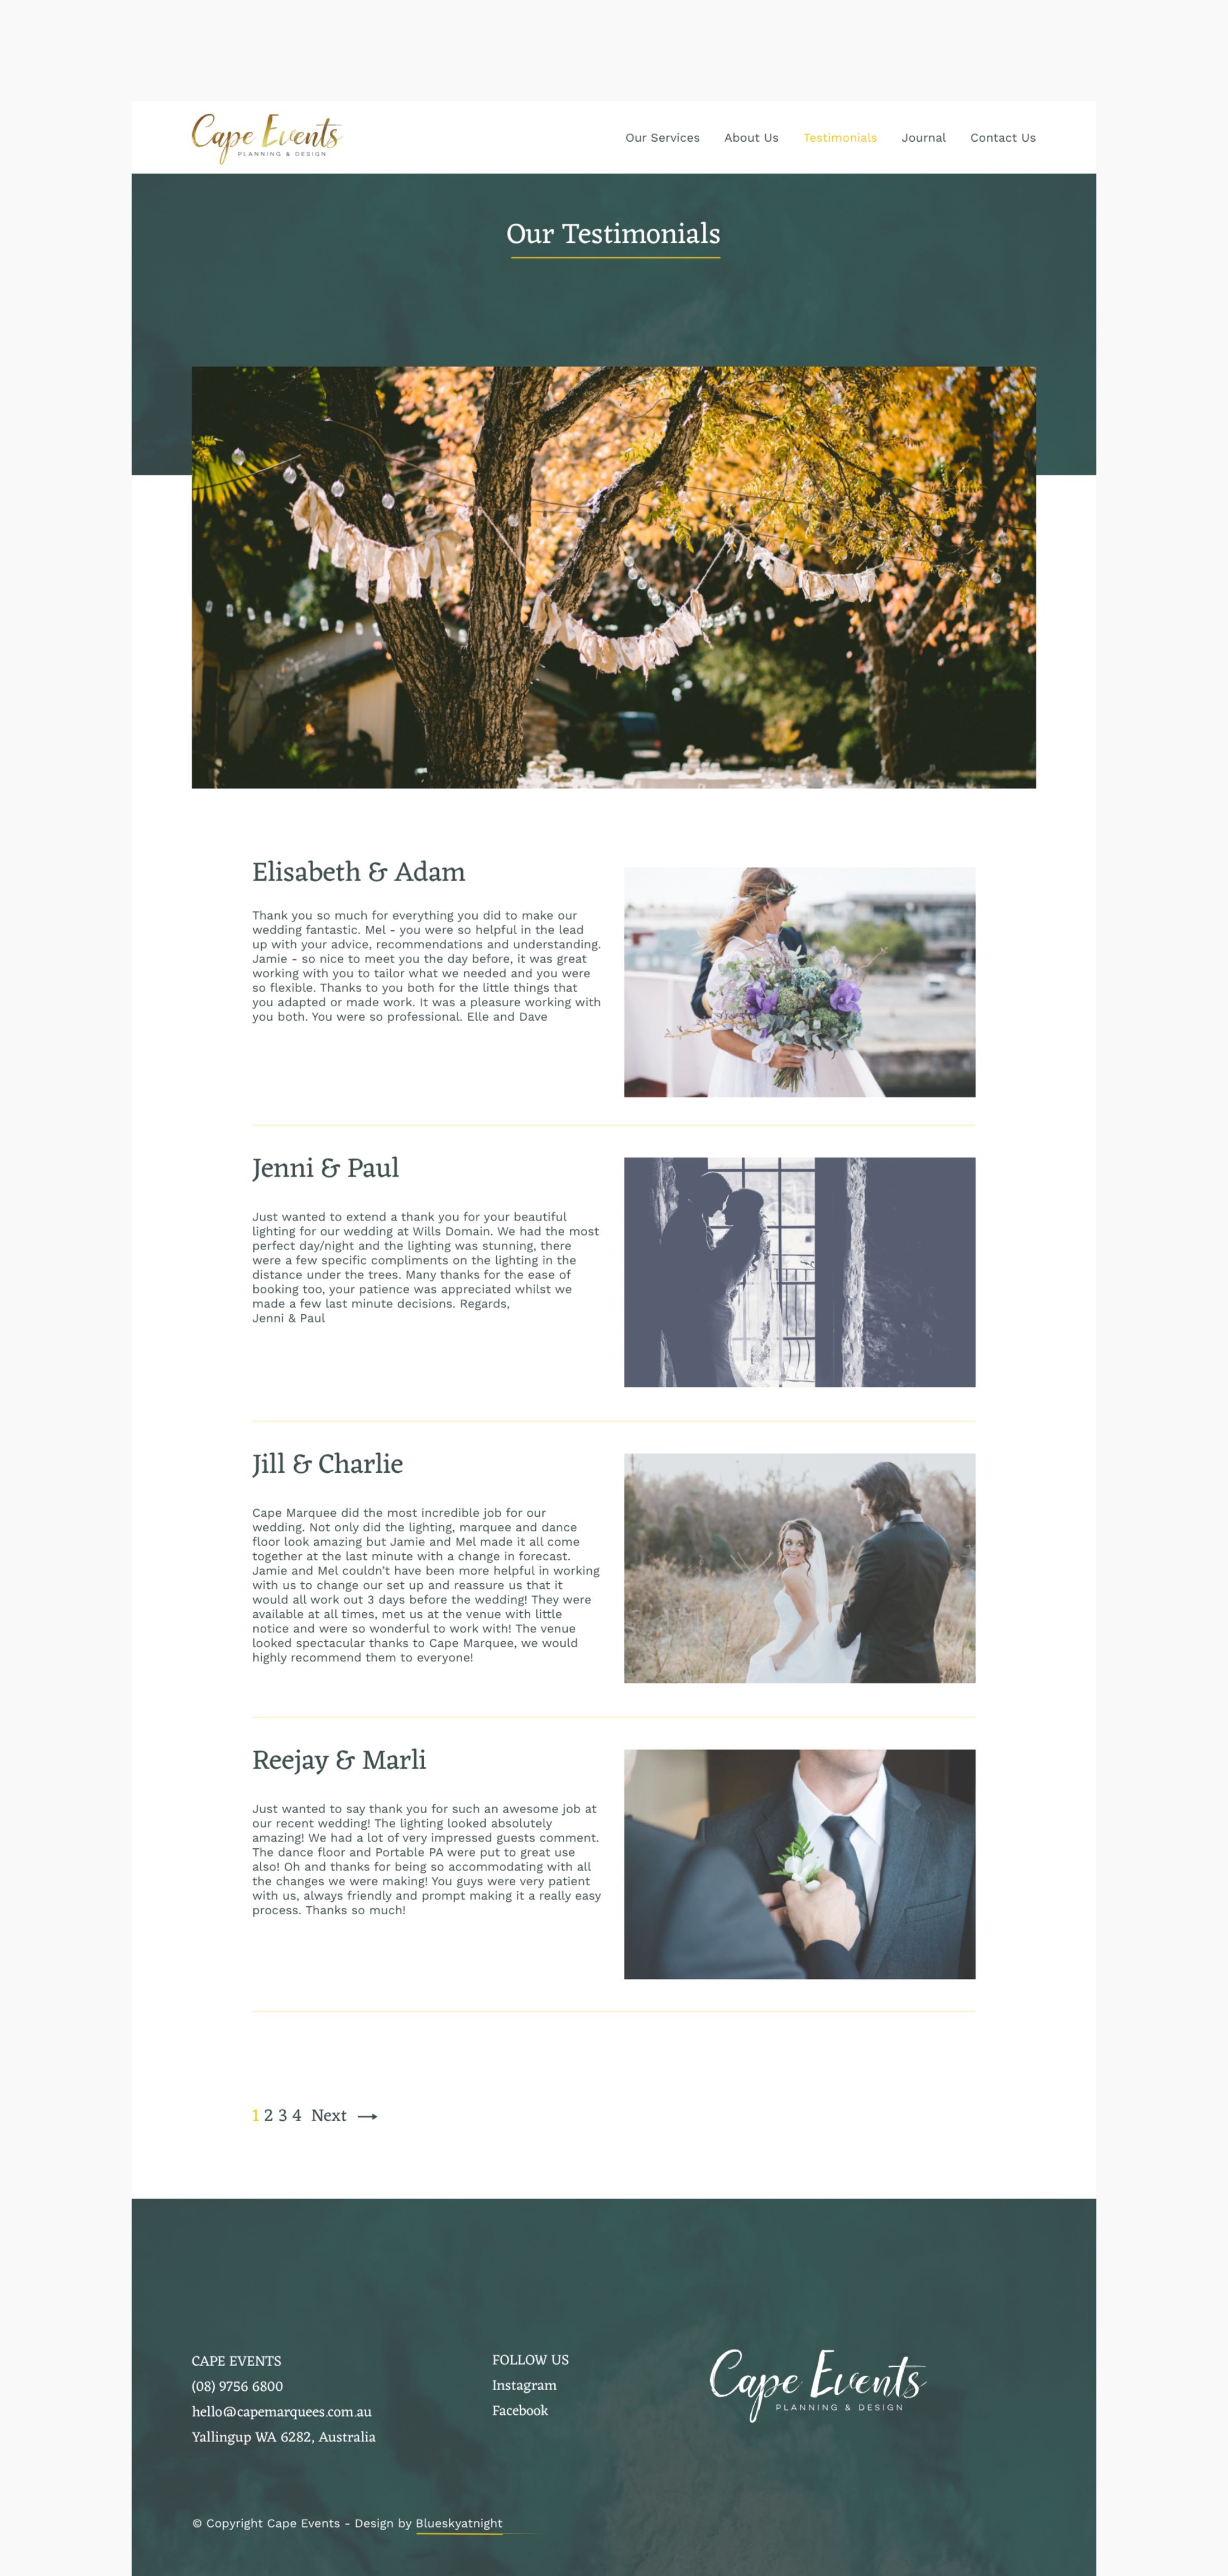 Cape Events
PLANNING & DESIGN
Our Services About Us Testimonials Journal Contact Us
Our Testimonials
Elisabeth & Adam
Thank you so much for everything you did to make our
wedding fantastic. Mel - you were so helpful in the lead
up with your advice, recommendations and understanding.
Jamie - so nice to meet you the day before, it was great
working with you to tailor what we needed and you were
so flexible. Thanks to you both for the little things that
you adapted or made work. It was a pleasure working with
you both. You were so professional. Elle and Dave
Jenni & Paul
Just wanted to extend a thank you for your beautiful
lighting for our wedding at Wills Domain. We had the most
perfect day/night and the lighting was stunning, there
were a few specific compliments on the lighting in the
distance under the trees. Many thanks for the ease of
booking too, your patience was appreciated whilst we
made a few last minute decisions. Regards,
Jenni & Paul
Jill & Charlie
Cape Marquee did the most incredible job for our
wedding. Not only did the lighting, marquee and dance
floor look amazing but Jamie and Mel made it all come
together at the last minute with a change in forecast.
Jamie and Mel couldn't have been more helpful in working
with us to change our set up and reassure us that it
would all work out 3 days before the wedding! They were
available at all times, met us at the venue with little
notice and were so wonderful to work with! The venue
looked spectacular thanks to Cape Marquee, we would
highly recommend them to everyone!
Reejay & Marli
Just wanted to say thank you for such an awesome job at
our recent wedding! The lighting looked absolutely
amazing! We had a lot of very impressed guests comment.
The dance floor and Portable PA were put to great use
also! Oh and thanks for being so accommodating with all
the changes we were making! You guys were very patient
with us, always friendly and prompt making it a really easy
process. Thanks so much!
1 2 3 4 Next →
CAPE EVENTS
(08) 9756 6800
hello@capemarquees.com.au
Yallingup WA 6282, Australia
FOLLOW US
Instagram
Facebook
Cape Events
PLANNING & DESIGN
© Copyright Cape Events - Design by Blueskyatnight